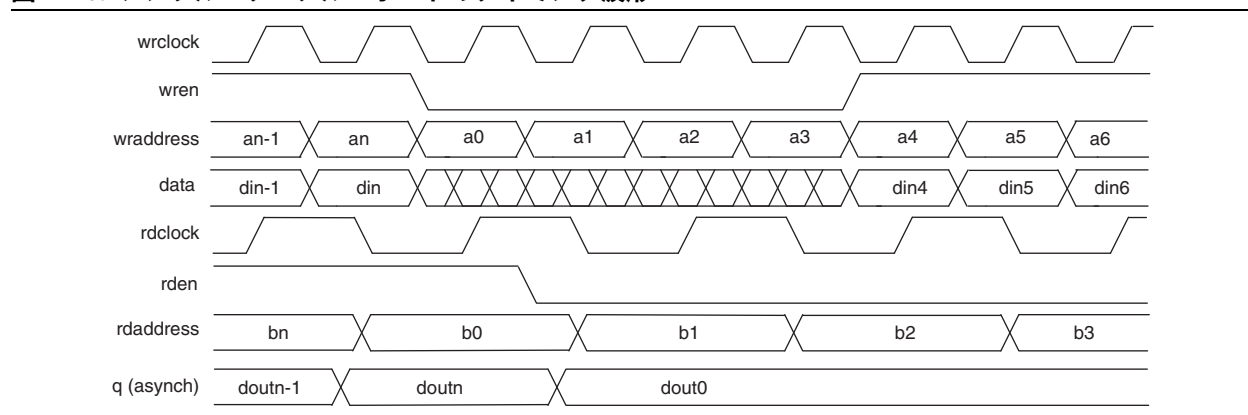 wrclock
wren
wraddress an-1 an a0 a1 a2 a3 a4 a5 a6
data din-1 din din4 din5 din6
rdclock
rden
rdaddress bn b0 b1 b2 b3
q (asynch) doutn-1 doutn dout0